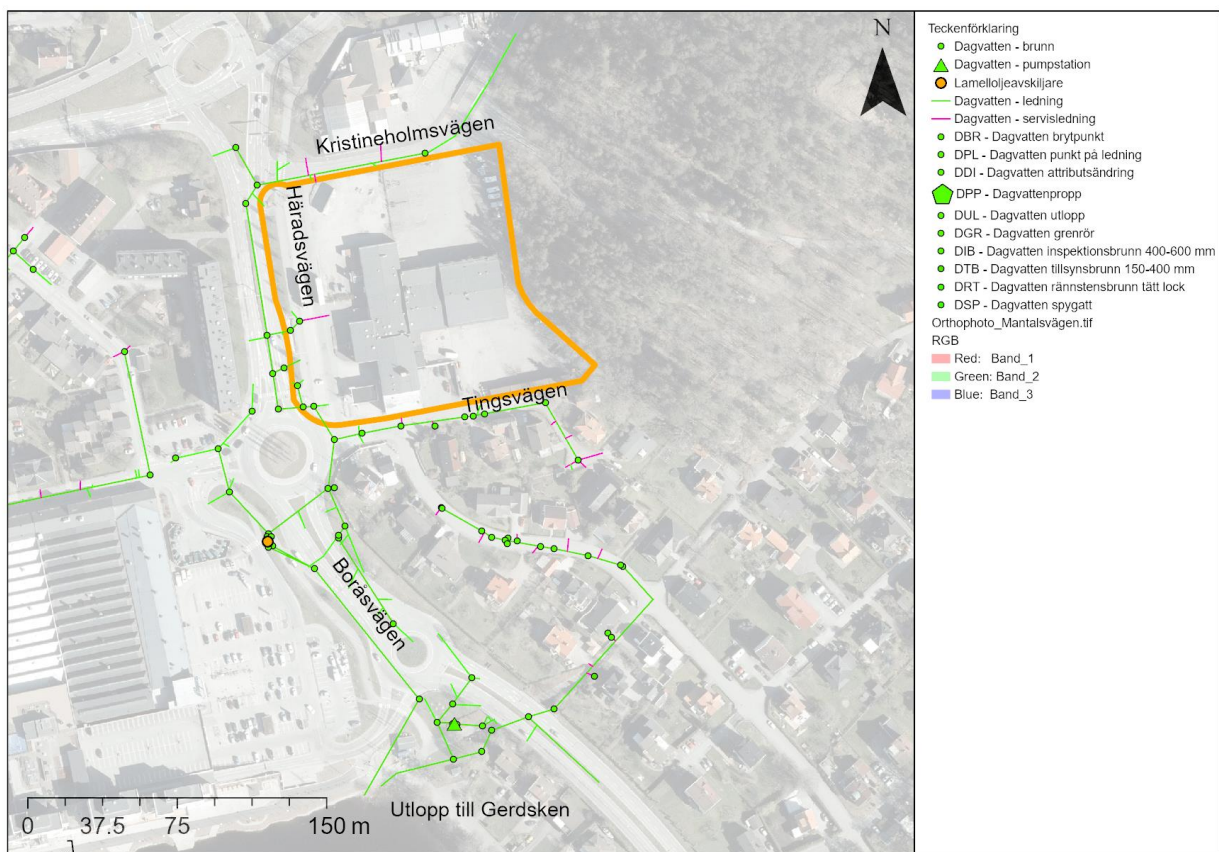 N
Kristineholmsvägen
Häradsvägen
Tingsvägen
Boråsvägen
Utlopp till Gerdsken
0 37.5 75 150 m
Teckenförklaring
Dagvatten - brunn
Dagvatten - pumpstation
Lamelloljeavskiljare
Dagvatten - ledning
Dagvatten - servisledning
DBR - Dagvatten brytpunkt
DPL - Dagvatten punkt på ledning
DDI - Dagvatten attributsändring
DPP - Dagvattenpropp
DUL - Dagvatten utlopp
DGR - Dagvatten grenrör
DIB - Dagvatten inspektionsbrunn 400-600 mm
DTB - Dagvatten tillsynsbrunn 150-400 mm
DRT - Dagvatten rännstensbrunn tätt lock
DSP - Dagvatten spygatt
Orthophoto_Mantalsvägen.tif
RGB
Red: Band_1
Green: Band_2
Blue: Band_3